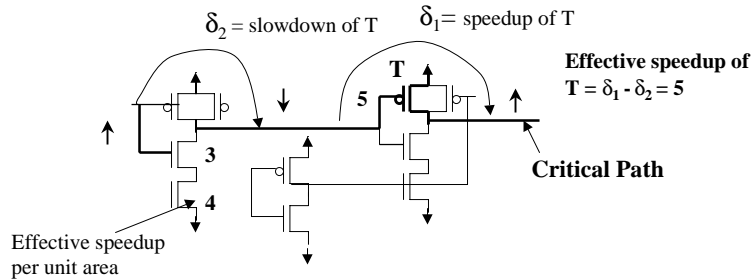 δ₂ = slowdown of T
δ₁= speedup of T
Effective speedup of
T = δ₁ - δ₂ = 5
T
5
3
4
Critical Path
Effective speedup
per unit area